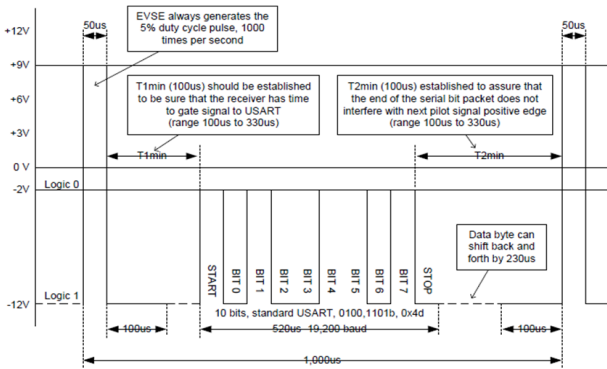 +12V
50us
EVSE always generates the
5% duty cycle pulse, 1000
times per second
50us
+9V
+6V
+3V
T1min (100us) should be established
to be sure that the receiver has time
to gate signal to USART
(range 100us to 330us)
T2min (100us) established to assure that
the end of the serial bit packet does not
interfere with next pilot signal positive edge
(range 100us to 330us)
T1min
T2min
0 V
Logic 0
-2V
START
BIT 0
BIT 1
BIT 2
BIT 3
BIT 4
BIT 5
BIT 6
BIT 7
STOP
Data byte can
shift back and
forth by 230us
Logic 1
-12V
10 bits, standard USART, 0100,1101b, 0x4d
100us
520us 19,200 baud
100us
1,000us